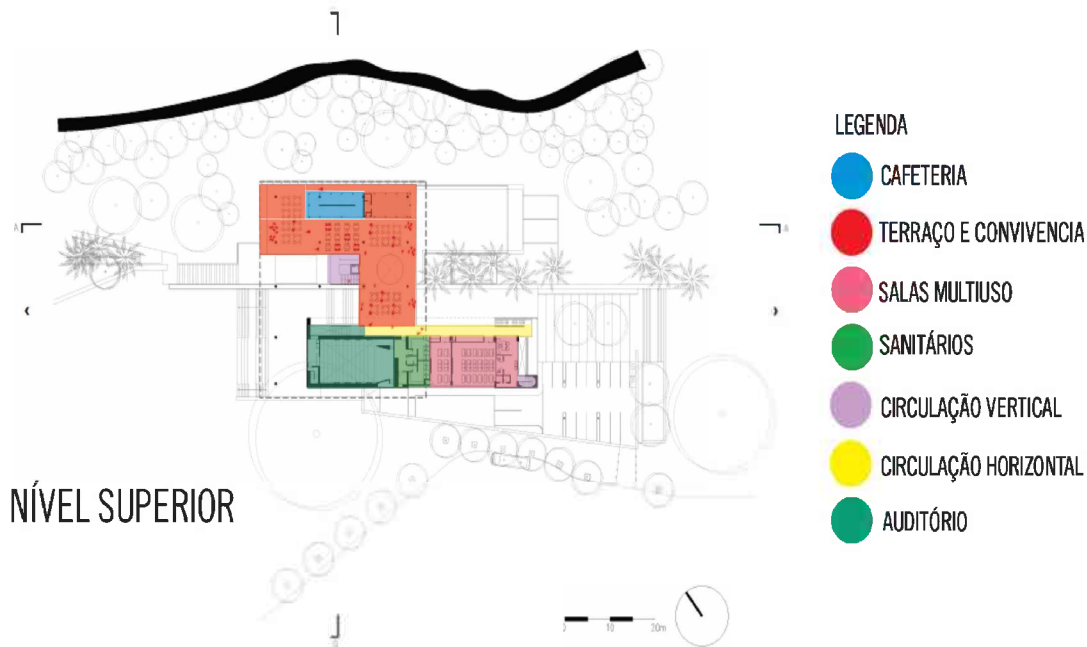 LEGENDA
CAFETERIA
TERRAÇO E CONVIVENCIA
SALAS MULTIUSO
SANITÁRIOS
CIRCULAÇÃO VERTICAL
CIRCULAÇÃO HORIZONTAL
AUDITÓRIO
A
A
NÍVEL SUPERIOR
0 10 20m